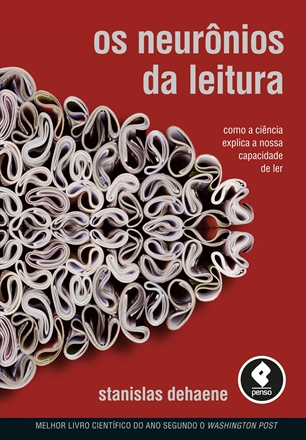 os neurônios
da leitura
como a ciência
explica a nossa
capacidade
de ler
stanislas dehaene
penso
MELHOR LIVRO CIENTÍFICO DO ANO SEGUNDO O WASHINGTON POST